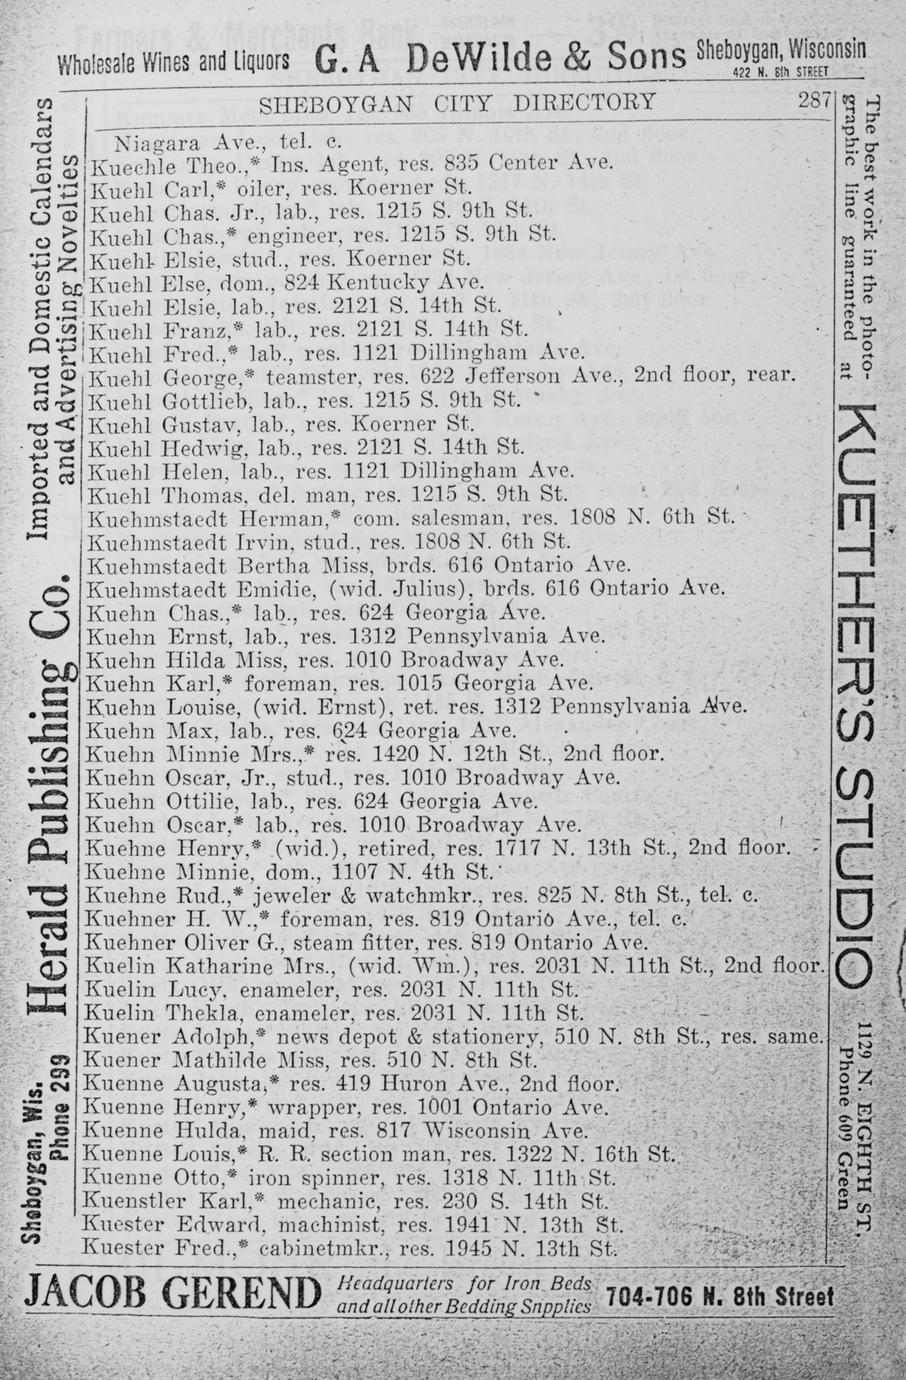 Wholesale Wines and Liquors G. A DeWilde & Sons Sheboygan, Wisconsin
422 N. 8th STREET
SHEBOYGAN CITY DIRECTORY 287
Niagara Ave., tel. c.
Kuechle Theo.,* Ins. Agent, res. 835 Center Ave.
Kuehl Carl,* oiler, res. Koerner St.
Kuehl Chas. Jr., lab., res. 1215 S. 9th St.
Kuehl Chas.,* engineer, res. 1215 S. 9th St.
Kuehl Elsie, stud., res. Koerner St.
Kuehl Else, dom., 824 Kentucky Ave.
Kuehl Elsie, lab., res. 2121 S. 14th St.
Kuehl Franz,* lab., res. 2121 S. 14th St.
Kuehl Fred.,* lab., res. 1121 Dillingham Ave.
Kuehl George,* teamster, res. 622 Jefferson Ave., 2nd floor, rear.
Kuehl Gottlieb, lab., res. 1215 S. 9th St.
Kuehl Gustav, lab., res. Koerner St.
Kuehl Hedwig, lab., res. 2121 S. 14th St.
Kuehl Helen, lab., res. 1121 Dillingham Ave.
Kuehl Thomas, del. man, res. 1215 S. 9th St.
Kuehmstaedt Herman,* com. salesman, res. 1808 N. 6th St.
Kuehmstaedt Irvin, stud., res. 1808 N. 6th St.
Kuehmstaedt Bertha Miss, brds. 616 Ontario Ave.
Kuehmstaedt Emidie, (wid. Julius), brds. 616 Ontario Ave.
Kuehn Chas.,* lab., res. 624 Georgia Ave.
Kuehn Ernst, lab., res. 1312 Pennsylvania Ave.
Kuehn Hilda Miss, res. 1010 Broadway Ave.
Kuehn Karl,* foreman, res. 1015 Georgia Ave.
Kuehn Louise, (wid. Ernst), ret. res. 1312 Pennsylvania Ave.
Kuehn Max, lab., res. 624 Georgia Ave.
Kuehn Minnie Mrs.,* res. 1420 N. 12th St., 2nd floor.
Kuehn Oscar, Jr., stud., res. 1010 Broadway Ave.
Kuehn Ottilie, lab., res. 624 Georgia Ave.
Kuehn Oscar,* lab., res. 1010 Broadway Ave.
Kuehne Henry,* (wid.), retired, res. 1717 N. 13th St., 2nd floor.
Kuehne Minnie, dom., 1107 N. 4th St.
Kuehne Rud.,* jeweler & watchmkr., res. 825 N. 8th St., tel. c.
Kuehner H. W.,* foreman, res. 819 Ontario Ave., tel. c.
Kuehner Oliver G., steam fitter, res. 819 Ontario Ave.
Kuelin Katharine Mrs., (wid. Wm.), res. 2031 N. 11th St., 2nd floor.
Kuelin Lucy, enameler, res. 2031 N. 11th St.
Kuelin Thekla, enameler, res. 2031 N. 11th St.
Kuener Adolph,* news depot & stationery, 510 N. 8th St., res. same.
Kuener Mathilde Miss, res. 510 N. 8th St.
Kuenne Augusta,* res. 419 Huron Ave., 2nd floor.
Kuenne Henry,* wrapper, res. 1001 Ontario Ave.
Kuenne Hulda, maid, res. 817 Wisconsin Ave.
Kuenne Louis,* R. R. section man, res. 1322 N. 16th St.
Kuenne Otto,* iron spinner, res. 1318 N. 11th St.
Kuenstler Karl,* mechanic, res. 230 S. 14th St.
Kuester Edward, machinist, res. 1941 N. 13th St.
Kuester Fred.,* cabinetmkr., res. 1945 N. 13th St.
Imported and Domestic Calendars
and Advertising Novelties
Herald Publishing Co.
Sheboygan, Wis.
Phone 299
The best work in the photo-
graphic line guaranteed at
KUETHER'S STUDIO
1129 N. EIGHTH ST.
Phone 609 Green
JACOB GEREND Headquarters for Iron Beds
and all other Bedding Snpplics 704-706 N. 8th Street